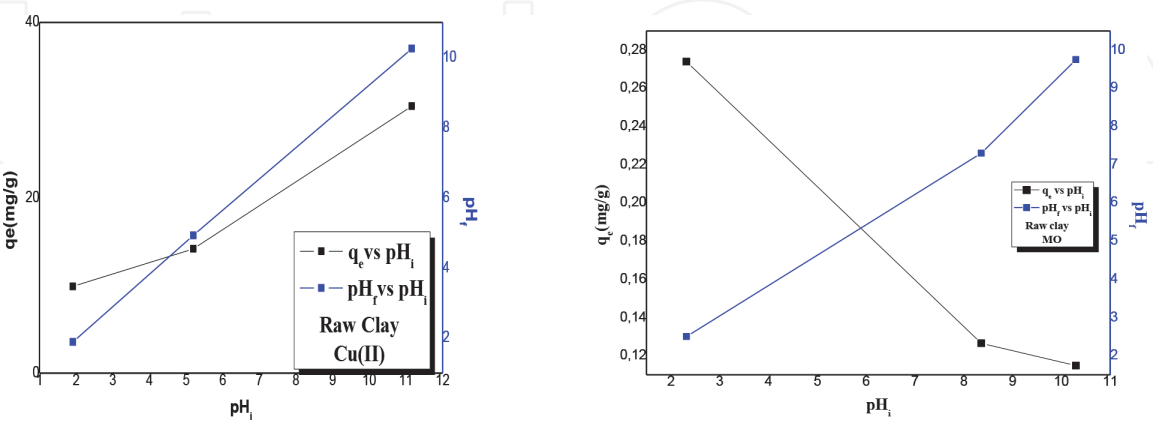 40
20
0
qe(mg/g)
10
8
6
4
2
pHf
qe vs pHi
pHf vs pHi
Raw Clay
Cu(II)
1 2 3 4 5 6 7 8 9 10 11 12
pHi
0,28
0,26
0,24
0,22
0,20
0,18
0,16
0,14
0,12
qe(mg/g)
10
9
8
7
6
5
4
3
2
pHf
qe vs pHi
pHf vs pHi
Raw clay
MO
2 3 4 5 6 7 8 9 10 11
pHi